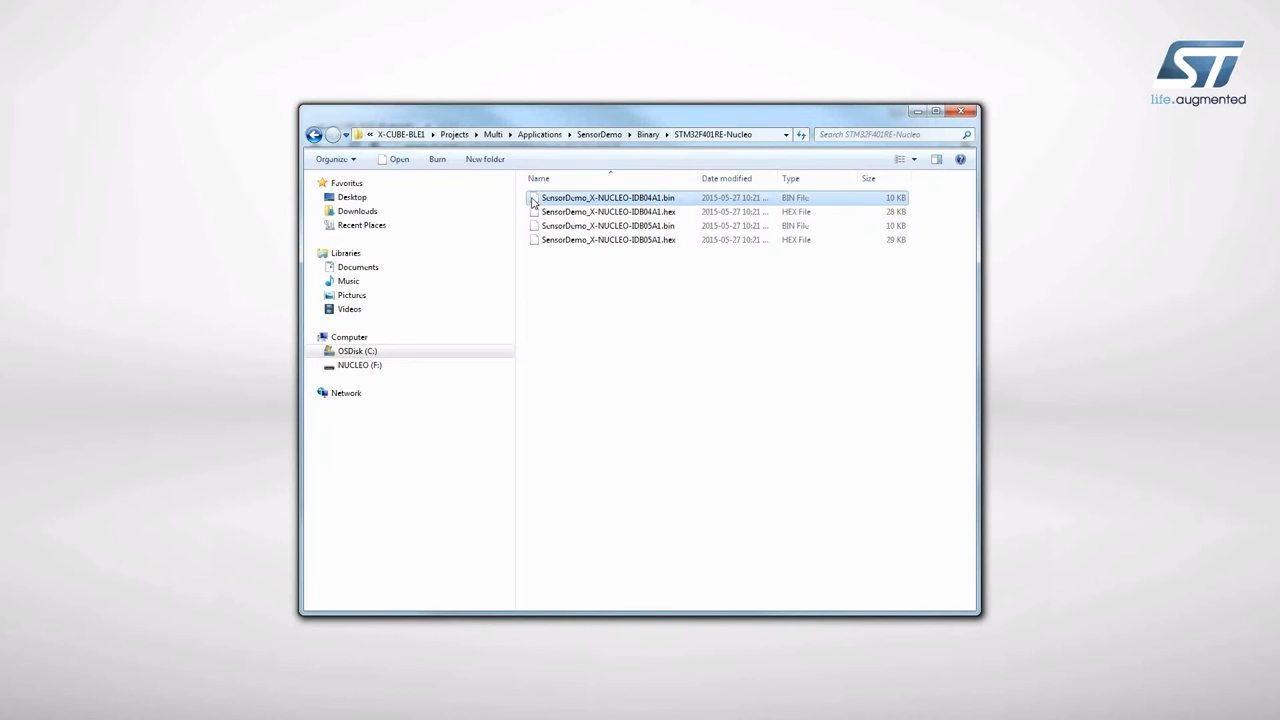 ST
life.augmented
« X-CUBE-BLE1 Projects Multi Applications SensorDemo Binary STM32F401RE-Nucleo Search STM32F401RE-Nucleo
Organize Open Burn New folder
Name Date modified Type Size
Favorites
Desktop
Downloads
Recent Places
Libraries
Documents
Music
Pictures
Videos
Computer
OSDisk (C:)
NUCLEO (F:)
Network
SensorDemo_X-NUCLEO-IDB04A1.bin 2015-05-27 10:21 ... BIN File 10 KB
SensorDemo_X-NUCLEO-IDB04A1.hex 2015-05-27 10:21 ... HEX File 28 KB
SensorDemo_X-NUCLEO-IDB05A1.bin 2015-05-27 10:21 ... BIN File 10 KB
SensorDemo_X-NUCLEO-IDB05A1.hex 2015-05-27 10:21 ... HEX File 29 KB